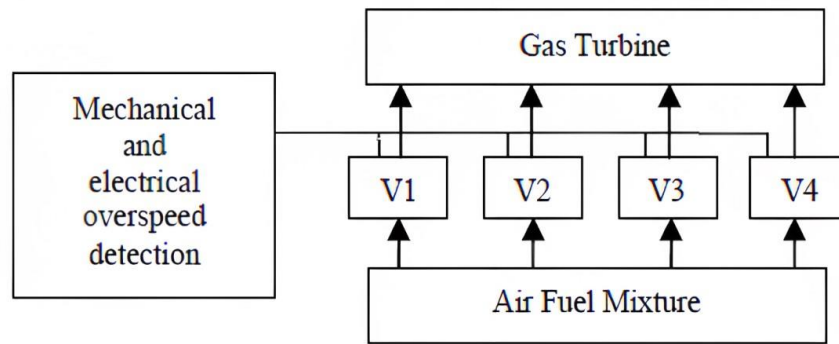 Gas Turbine
Mechanical
and
electrical
overspeed
detection
V1
V2
V3
V4
Air Fuel Mixture